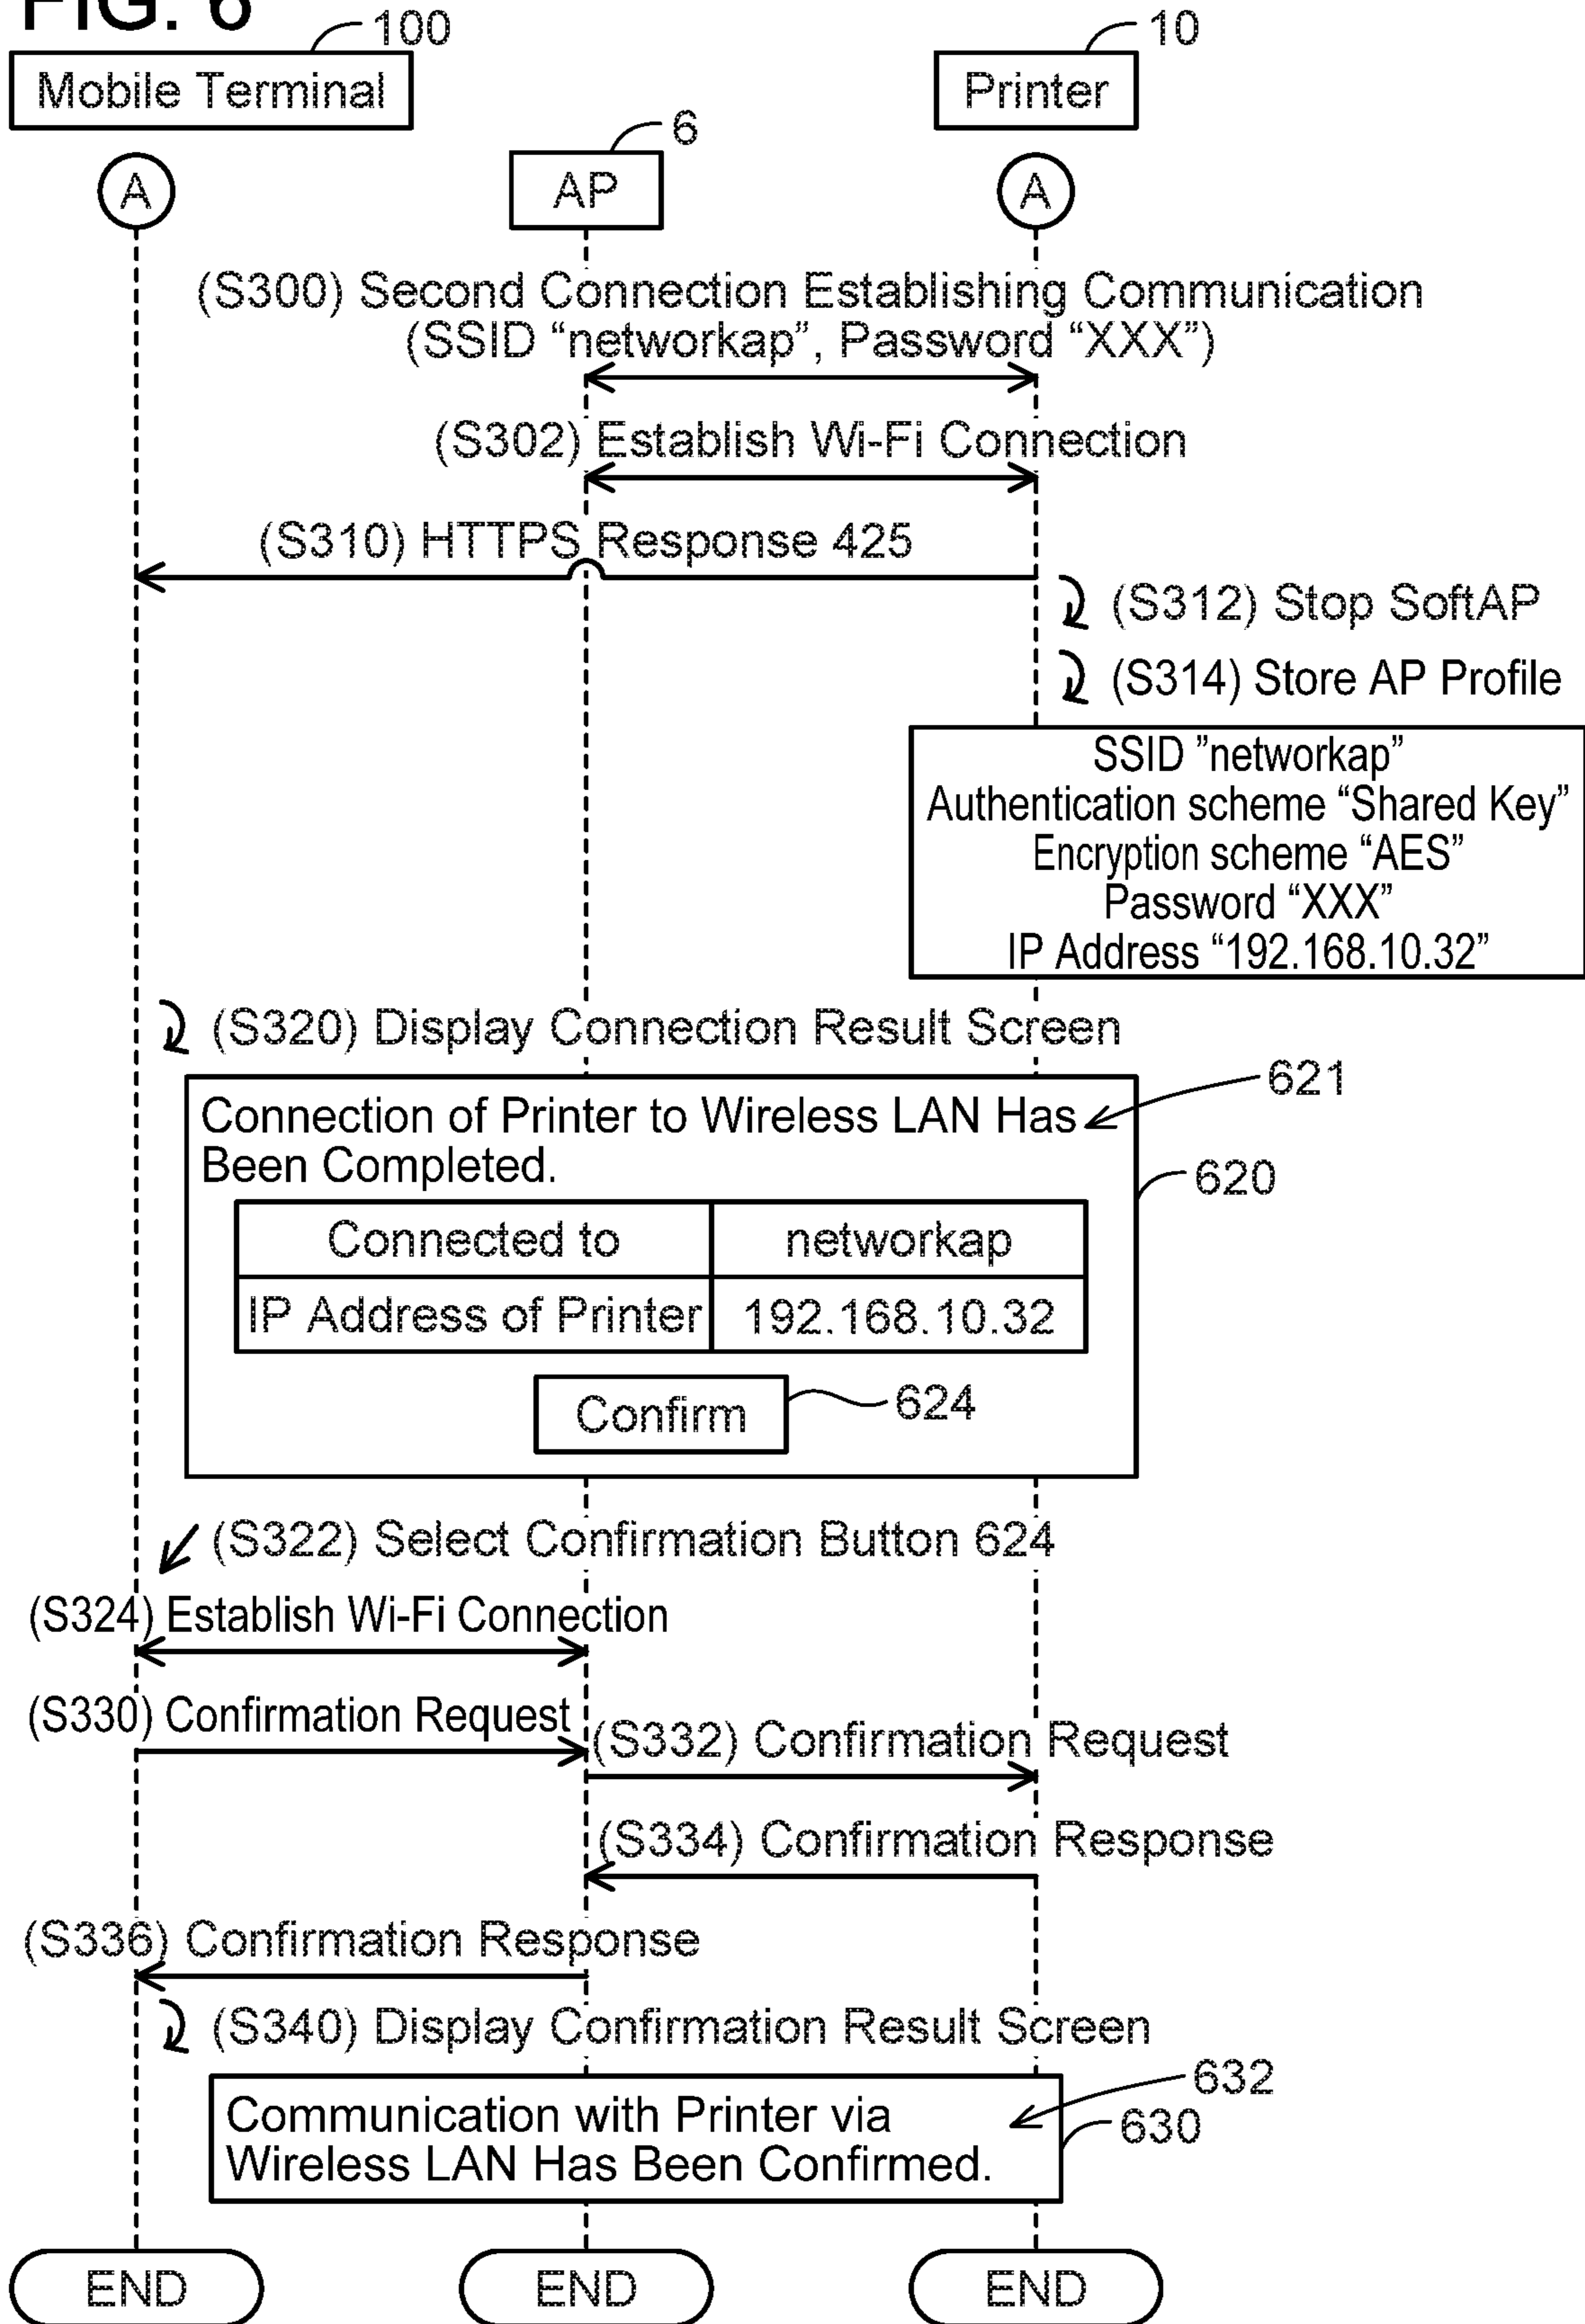 FIG. 6
100
10
Mobile Terminal
Printer
6
A
AP
A
(S300) Second Connection Establishing Communication
(SSID “networkap”, Password “XXX”)
(S302) Establish Wi-Fi Connection
(S310) HTTPS Response 425
(S312) Stop SoftAP
(S314) Store AP Profile
SSID ”networkap”
Authentication scheme “Shared Key”
Encryption scheme “AES”
Password “XXX”
IP Address “192.168.10.32”
(S320) Display Connection Result Screen
621
Connection of Printer to Wireless LAN Has
Been Completed.
620
Connected to networkap
IP Address of Printer 192.168.10.32
Confirm
624
(S322) Select Confirmation Button 624
(S324) Establish Wi-Fi Connection
(S330) Confirmation Request
(S332) Confirmation Request
(S334) Confirmation Response
(S336) Confirmation Response
(S340) Display Confirmation Result Screen
632
Communication with Printer via
630
Wireless LAN Has Been Confirmed.
END
END
END